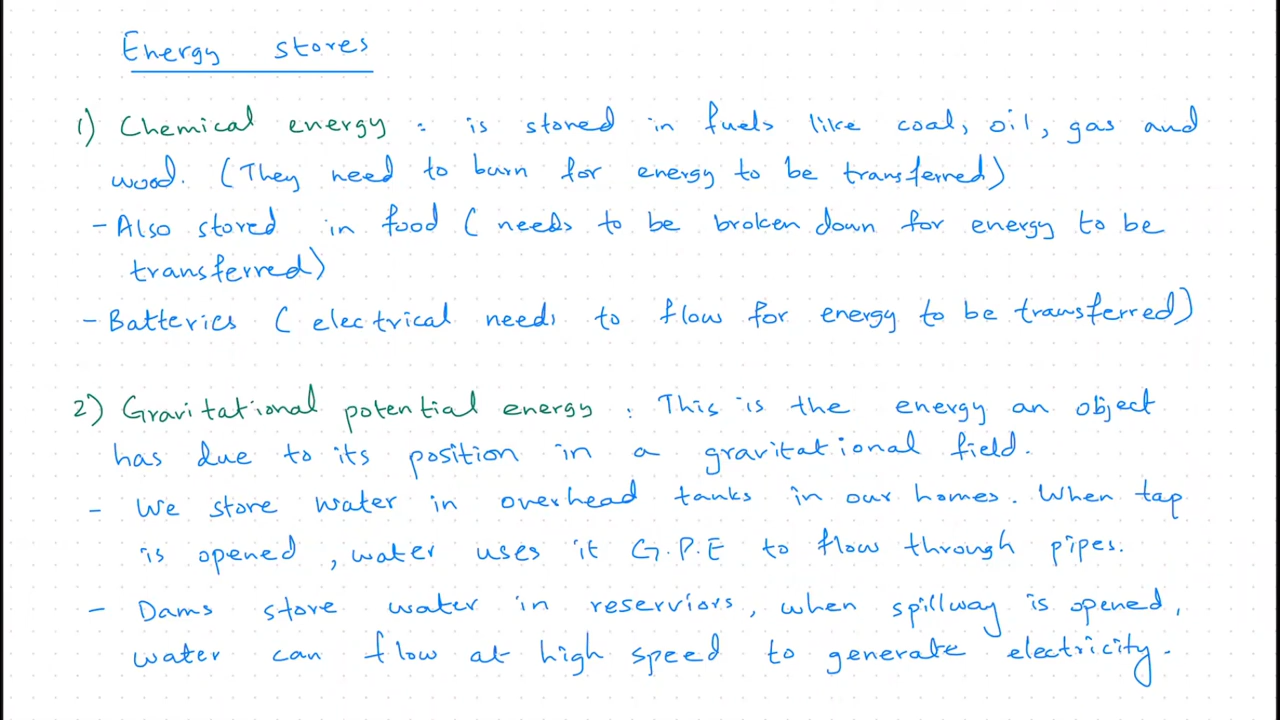 Energy stores
1) Chemical energy : is stored in fuels like coal, oil, gas and
wood. (They need to burn for energy to be transferred)
- Also stored in food (needs to be broken down for energy to be
transferred)
- Batteries (electrical needs to flow for energy to be transferred)
2) Gravitational potential energy : This is the energy an object
has due to its position in a gravitational field.
- We store water in overhead tanks in our homes. When tap
is opened, water uses it G.P.E to flow through pipes.
- Dams store water in reserviors, when spillway is opened,
water can flow at high speed to generate electricity.